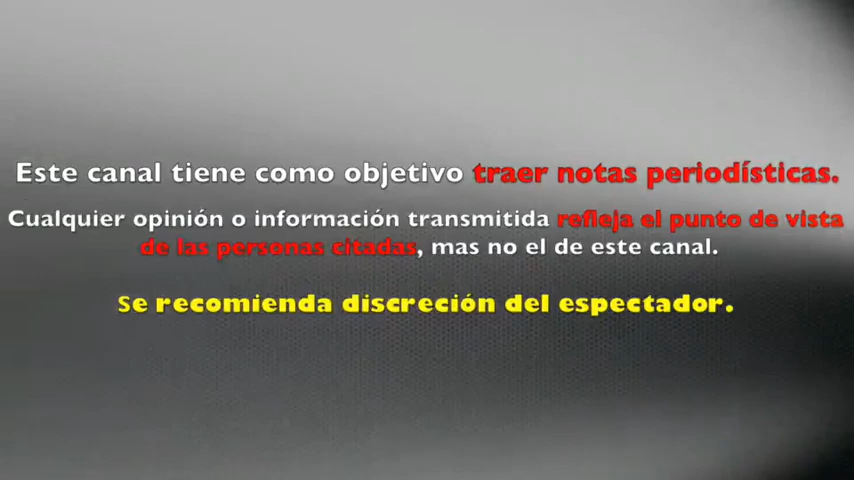 Este canal tiene como objetivo traer notas periodísticas.
Cualquier opinión o información transmitida refleja el punto de vista
de las personas citadas, mas no el de este canal.
Se recomienda discreción del espectador.